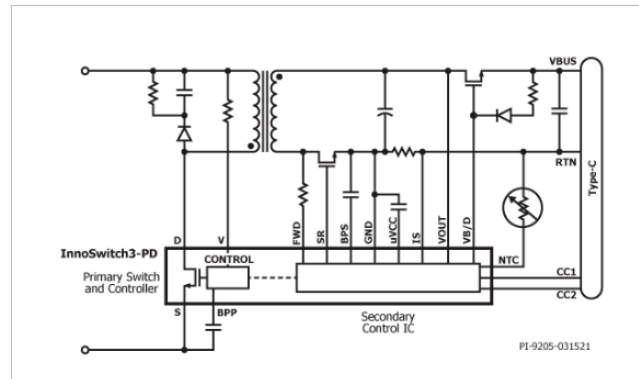 VBUS
RTN
Type-C
D
V
FWD
SR
BPS
GND
uVCC
IS
VOUT
VB/D
NTC
InnoSwitch3-PD
CONTROL
Primary Switch
and Controller
CC1
CC2
S
BPP
Secondary
Control IC
PI-9205-031521